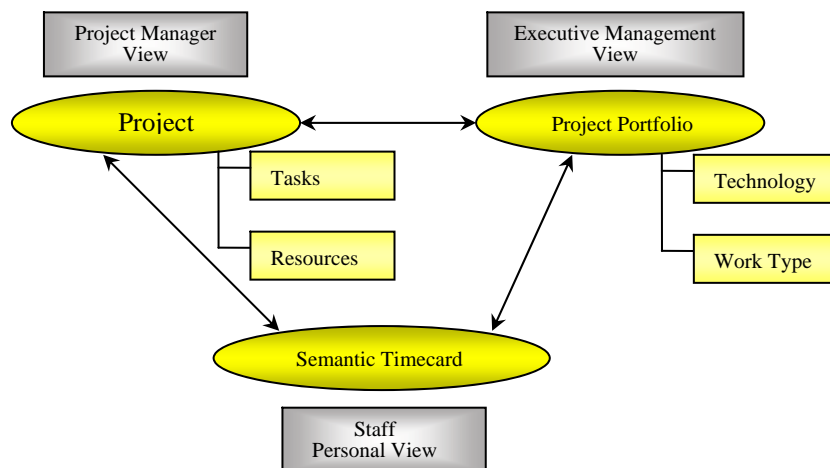 Project Manager
View
Executive Management
View
Project
Project Portfolio
Tasks
Technology
Resources
Work Type
Semantic Timecard
Staff
Personal View